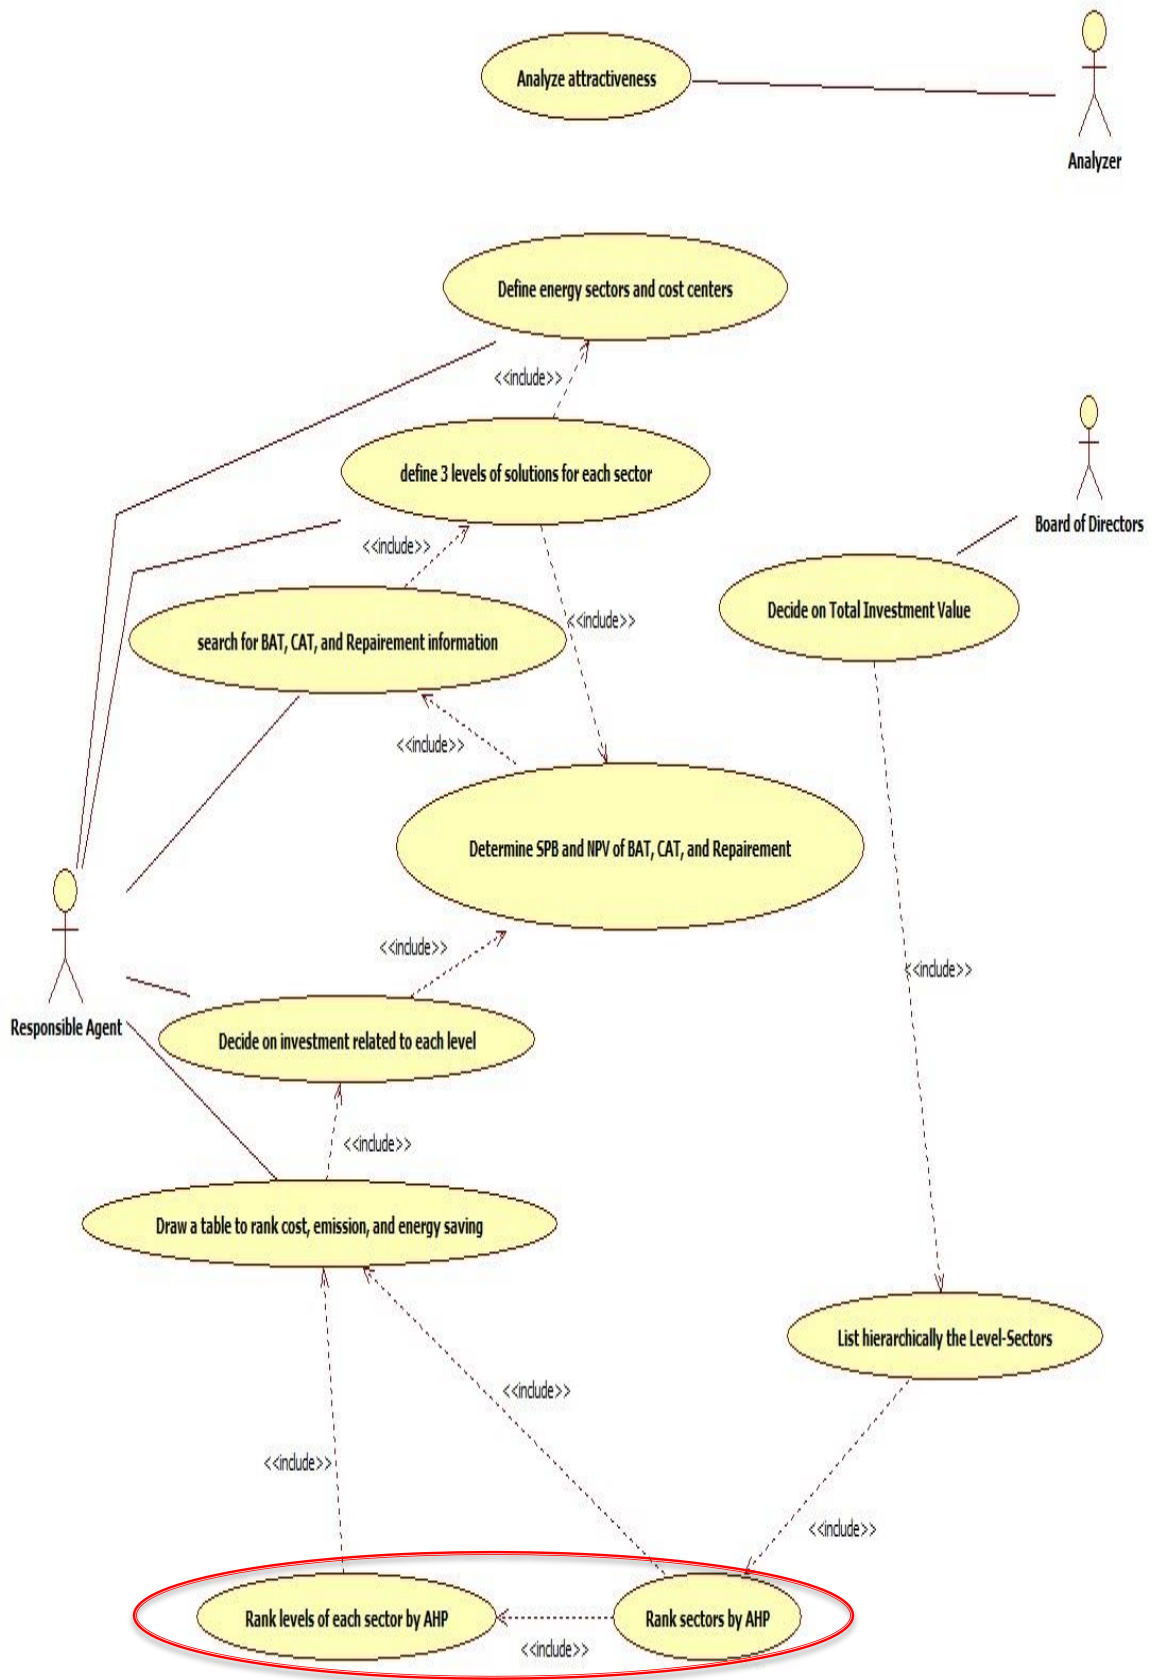 Analyze attractiveness
Analyzer
Define energy sectors and cost centers
<<include>>
define 3 levels of solutions for each sector
Board of Directors
<<include>>
<<include>>
Decide on Total Investment Value
search for BAT, CAT, and Repairement information
<<include>>
Determine SPB and NPV of BAT, CAT, and Repairement
<<include>>
<<include>>
Responsible Agent
Decide on investment related to each level
<<include>>
Draw a table to rank cost, emission, and energy saving
List hierarchically the Level-Sectors
<<include>>
<<include>>
<<include>>
Rank levels of each sector by AHP
Rank sectors by AHP
<<include>>